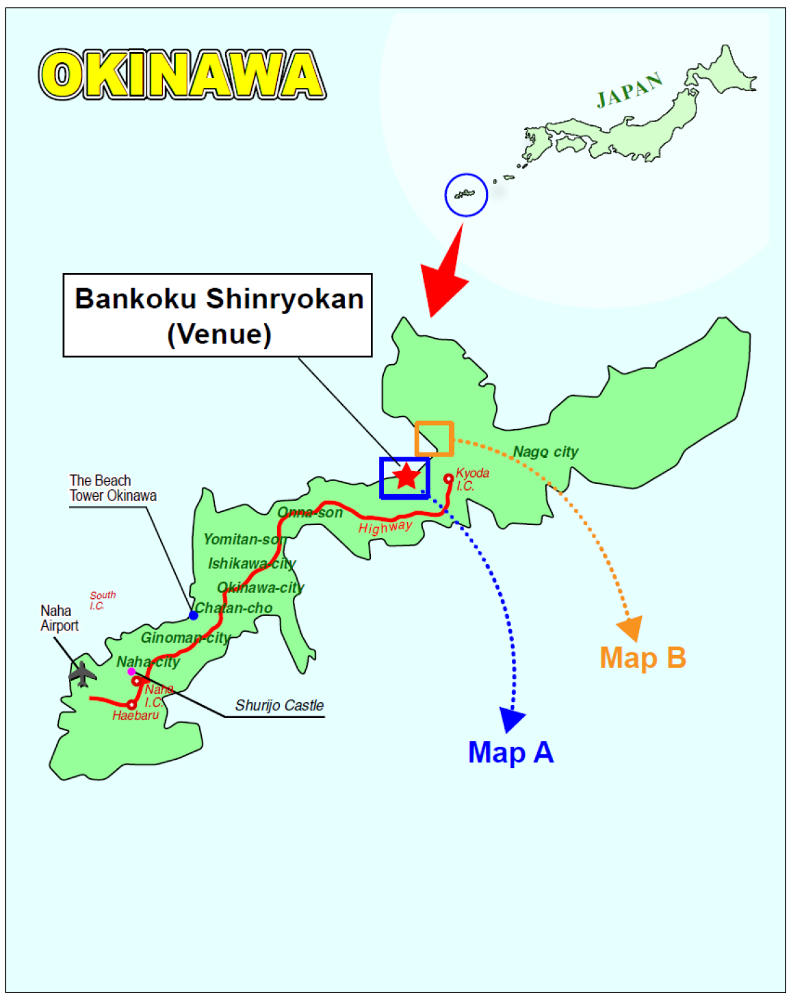 OKINAWA
JAPAN
Bankoku Shinryokan
(Venue)
Nago city
Kyoda
I.C.
The Beach
Tower Okinawa
Onna-son
Highway
Yomitan-son
Ishikawa-city
Okinawa-city
South
I.C.
Chatan-cho
Naha
Airport
Ginoman-city
Map B
Naha-city
Naha
I.C.
Shurijo Castle
Haebaru
Map A